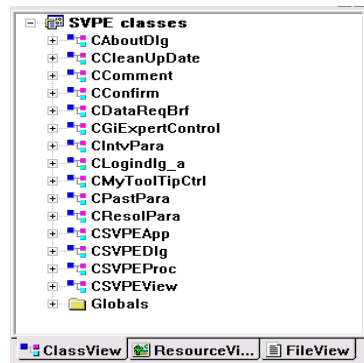 SVPE classes
CAboutDlg
CCleanUpDate
CComment
CConfirm
CDataReqBrf
CGiExpertControl
CIntvPara
CLogindlg_a
CMyToolTipCtrl
CPastPara
CResolPara
CSVPEApp
CSVPEDlg
CSVPEProc
CSVPEView
Globals
ClassView ResourceVi... FileView